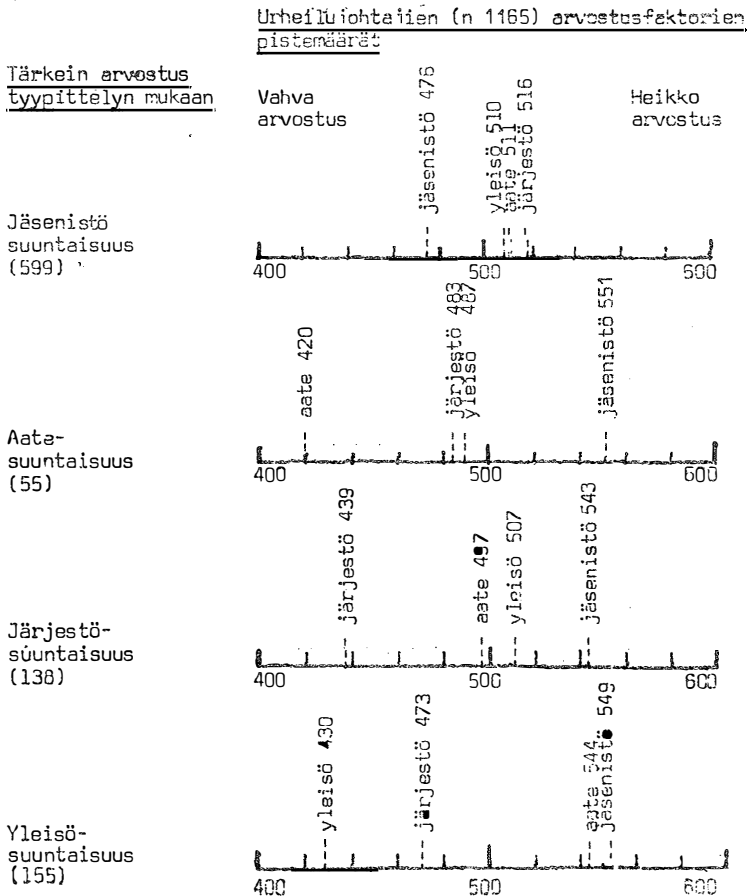 Urheilujohtajien (n 1165) arvostusfaktorien
pistemäärät
Tärkein arvostus
tyypittelyn mukaan
Vahva
arvostus
Heikko
arvostus
jäsenistö 476
yleisö 510
aate 511
järjestö 516
Jäsenistö
suuntaisuus
(599)
400
500
600
aate 420
järjestö 483
yleisö 487
jäsenistö 551
Aate-
suuntaisuus
(55)
400
500
600
järjestö 439
aate 497
yleisö 507
jäsenistö 543
Järjestö-
suuntaisuus
(138)
400
500
600
yleisö 430
järjestö 473
aate 544
jäsenistö 549
Yleisö-
suuntaisuus
(155)
400
500
600